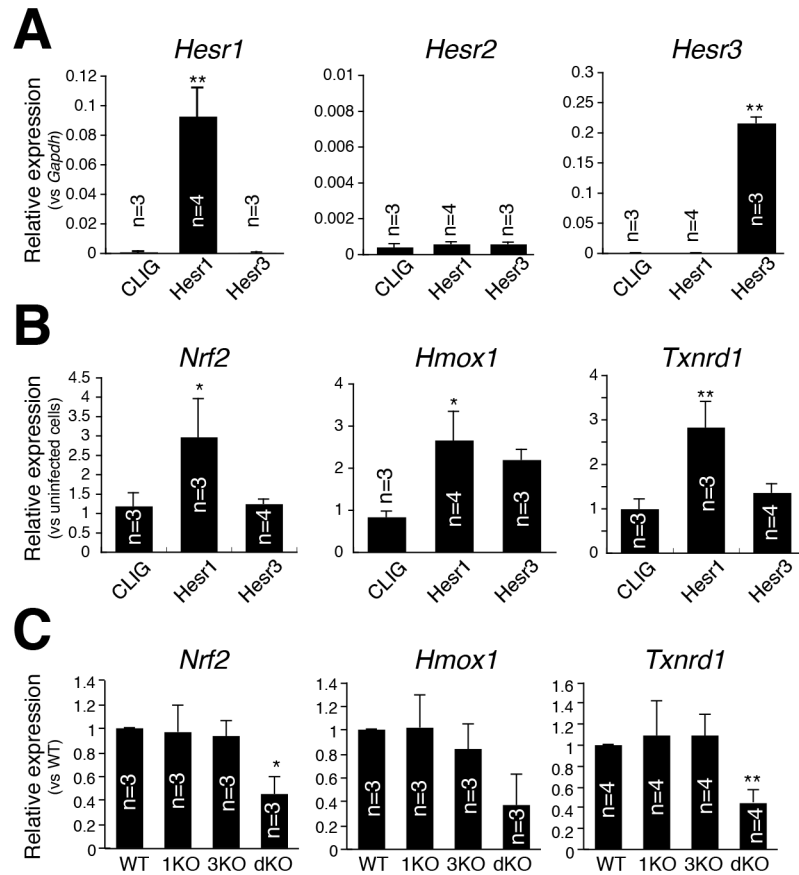 A
Hesr1
Hesr2
Hesr3
Relative expression
(vs Gapdh)
0.12
0.1
0.08
0.06
0.04
0.02
0
**
n=3
n=4
n=3
CLIG
Hesr1
Hesr3
0.01
0.008
0.006
0.004
0.002
0
n=3
n=4
n=3
CLIG
Hesr1
Hesr3
0.3
0.25
0.2
0.15
0.1
0.05
0
**
n=3
n=4
n=3
CLIG
Hesr1
Hesr3
B
Nrf2
Hmox1
Txnrd1
Relative expression
(vs uninfected cells)
4.5
4
3.5
3
2.5
2
1.5
1
0.5
0
*
n=3
n=3
n=4
CLIG
Hesr1
Hesr3
4
3
2
1
0
*
n=3
n=4
n=3
CLIG
Hesr1
Hesr3
4
3
2
1
0
**
n=3
n=3
n=4
CLIG
Hesr1
Hesr3
C
Nrf2
Hmox1
Txnrd1
Relative expression
(vs WT)
1.4
1.2
1
0.8
0.6
0.4
0.2
0
*
n=3
n=3
n=3
n=3
WT 1KO 3KO dKO
1.4
1.2
1
0.8
0.6
0.4
0.2
0
n=3
n=3
n=3
n=3
WT 1KO 3KO dKO
1.6
1.4
1.2
1
0.8
0.6
0.4
0.2
0
**
n=4
n=4
n=4
n=4
WT 1KO 3KO dKO